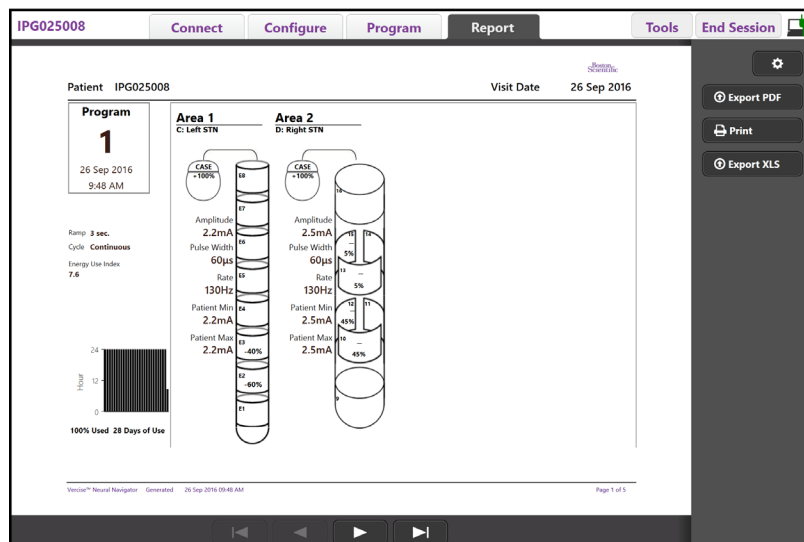 IPG025008
Connect
Configure
Program
Report
Tools
End Session
Boston
Scientific
Patient IPG025008
Visit Date 26 Sep 2016
Export PDF
Print
Export XLS
Program
1
26 Sep 2016
9:48 AM
Ramp 3 sec.
Cycle Continuous
Energy Use Index
7.6
24
12
0
Hour
100% Used 28 Days of Use
Area 1
C: Left STN
CASE
+100%
Amplitude
2.2mA
Pulse Width
60µs
Rate
130Hz
Patient Min
2.2mA
Patient Max
2.2mA
E8
E7
E6
E5
E4
E3
-40%
E2
-60%
E1
Area 2
D: Right STN
CASE
+100%
Amplitude
2.5mA
Pulse Width
60µs
Rate
130Hz
Patient Min
2.5mA
Patient Max
2.5mA
16
15 14
–
5%
13
–
5%
12 11
–
45%
10
–
45%
9
Vercise™ Neural Navigator Generated 26 Sep 2016 09:48 AM
Page 1 of 5